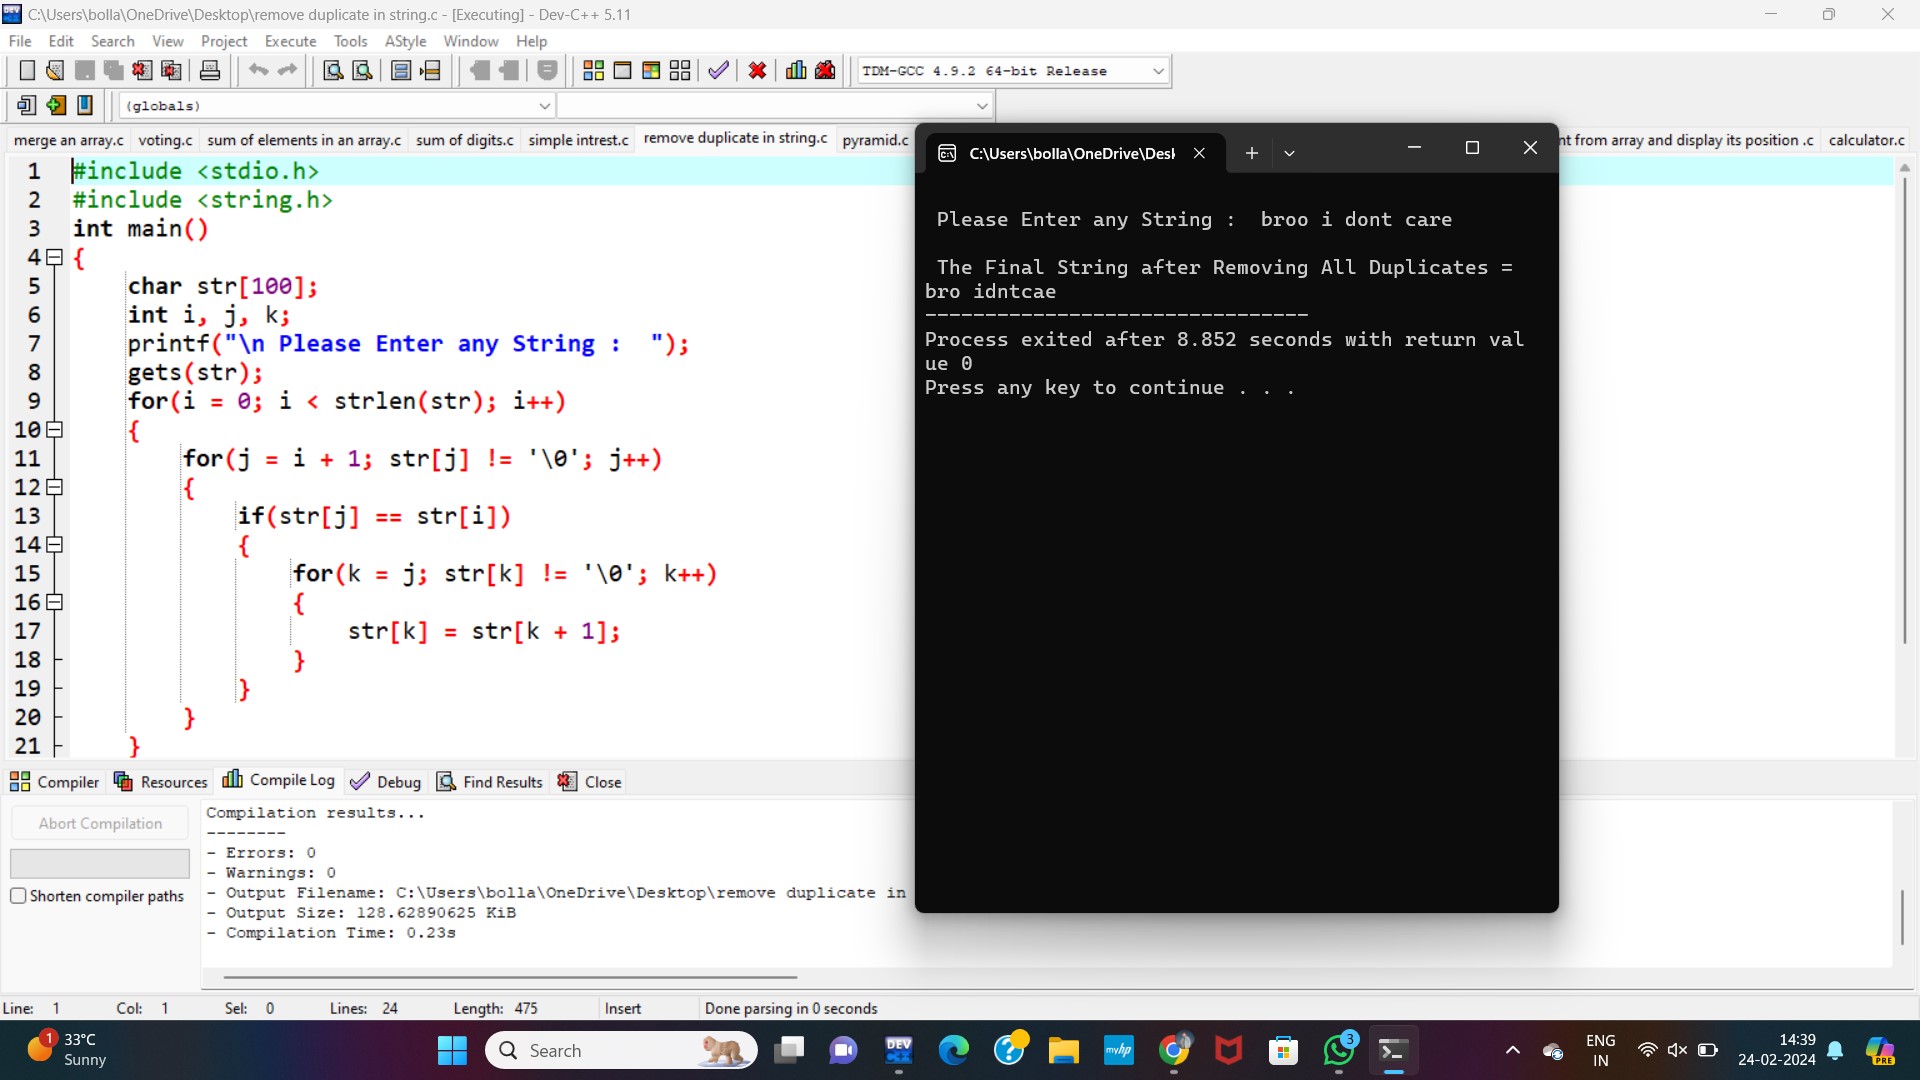 C:\Users\bolla\OneDrive\Desktop\remove duplicate in string.c - [Executing] - Dev-C++ 5.11
File Edit Search View Project Execute Tools AStyle Window Help
TDM-GCC 4.9.2 64-bit Release
(globals)
merge an array.c voting.c sum of elements in an array.c sum of digits.c simple intrest.c remove duplicate in string.c pyramid.c nt from array and display its position .c calculator.c
1 #include <stdio.h>
2 #include <string.h>
3 int main()
4 {
5 char str[100];
6 int i, j, k;
7 printf("\n Please Enter any String :  ");
8 gets(str);
9 for(i = 0; i < strlen(str); i++)
10 {
11 for(j = i + 1; str[j] != '\0'; j++)
12 {
13 if(str[j] == str[i])
14 {
15 for(k = j; str[k] != '\0'; k++)
16 {
17 str[k] = str[k + 1];
18 }
19 }
20 }
21 }
C:\Users\bolla\OneDrive\Desl
Please Enter any String :  broo i dont care
The Final String after Removing All Duplicates =
bro idntcae
--------------------------------
Process exited after 8.852 seconds with return val
ue 0
Press any key to continue . . .
Compiler Resources Compile Log Debug Find Results Close
Abort Compilation
Shorten compiler paths
Compilation results...
--------
- Errors: 0
- Warnings: 0
- Output Filename: C:\Users\bolla\OneDrive\Desktop\remove duplicate in
- Output Size: 128.62890625 KiB
- Compilation Time: 0.23s
Line: 1 Col: 1 Sel: 0 Lines: 24 Length: 475 Insert Done parsing in 0 seconds
1
33°C
Sunny
Search
DEV
C++
myhp
3
ENG
IN
14:39
24-02-2024
PRE